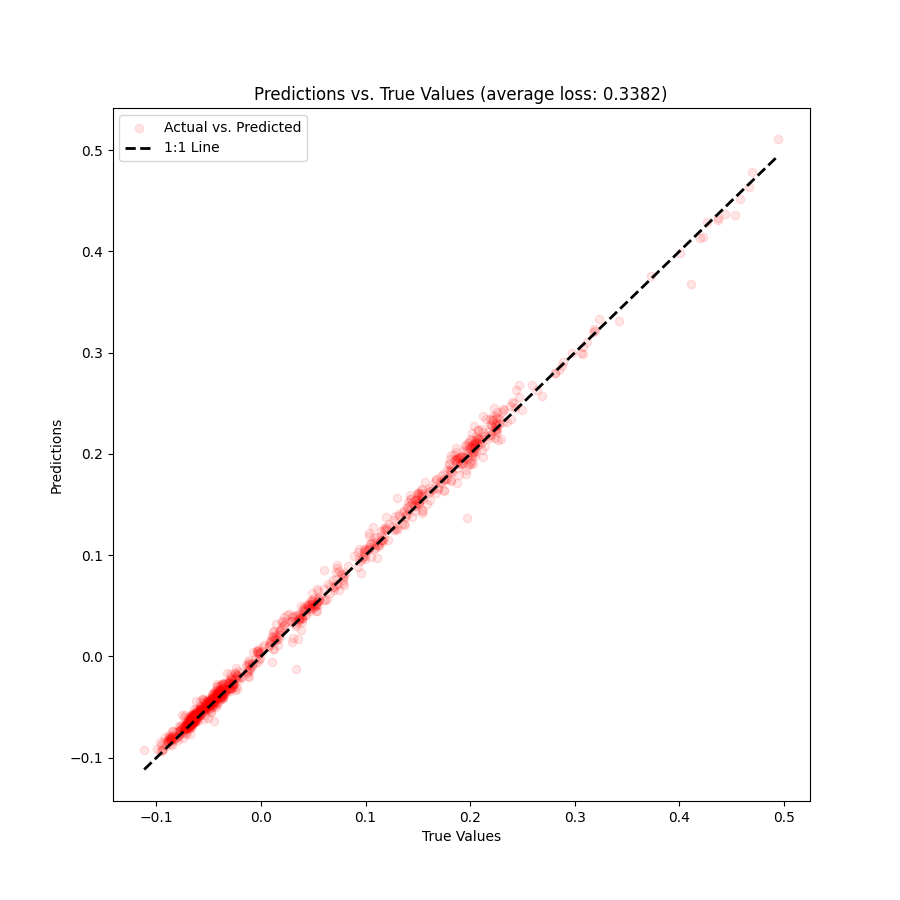 Predictions vs. True Values (average loss: 0.3382)
Actual vs. Predicted
1:1 Line
0.5
0.4
0.3
0.2
0.1
0.0
−0.1
Predictions
−0.1 0.0 0.1 0.2 0.3 0.4 0.5
True Values